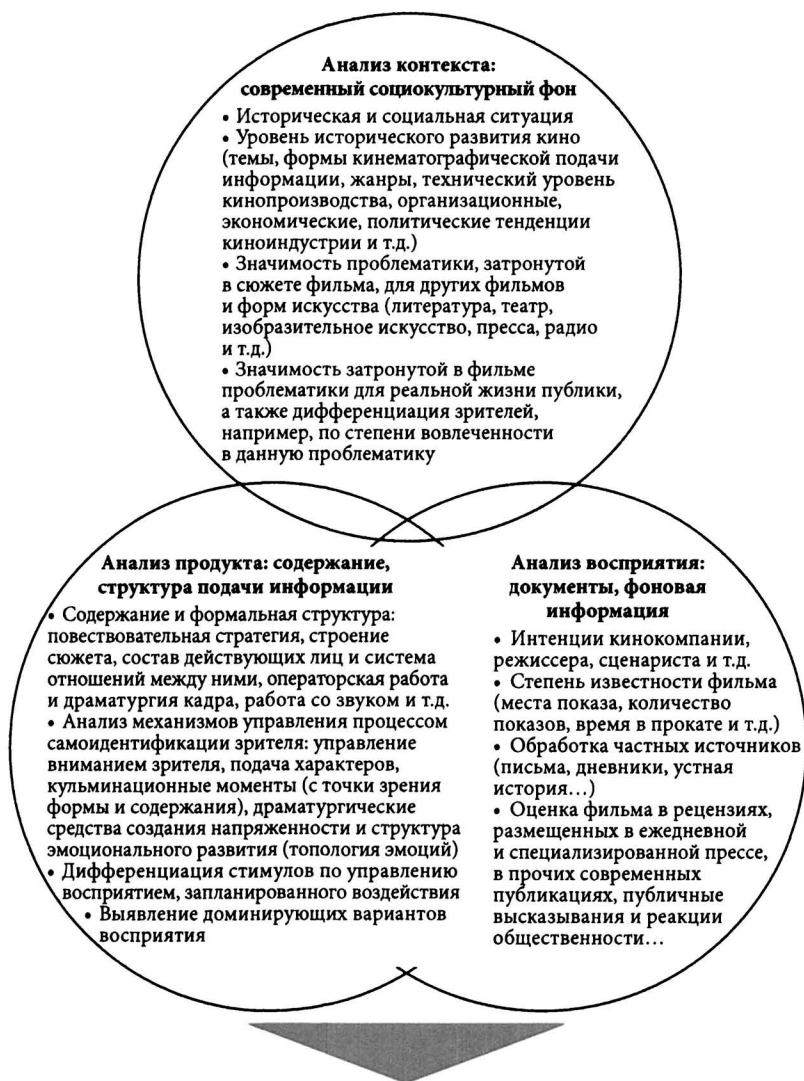 Анализ контекста:
современный социокультурный фон
• Историческая и социальная ситуация
• Уровень исторического развития кино
(темы, формы кинематографической подачи
информации, жанры, технический уровень
кинопроизводства, организационные,
экономические, политические тенденции
киноиндустрии и т.д.)
• Значимость проблематики, затронутой
в сюжете фильма, для других фильмов
и форм искусства (литература, театр,
изобразительное искусство, пресса, радио
и т.д.)
• Значимость затронутой в фильме
проблематики для реальной жизни публики,
а также дифференциация зрителей,
например, по степени вовлеченности
в данную проблематику
Анализ продукта: содержание,
структура подачи информации
• Содержание и формальная структура:
повествовательная стратегия, строение
сюжета, состав действующих лиц и система
отношений между ними, операторская работа
и драматургия кадра, работа со звуком и т.д.
• Анализ механизмов управления процессом
самоидентификации зрителя: управление
вниманием зрителя, подача характеров,
кульминационные моменты (с точки зрения
формы и содержания), драматургические
средства создания напряженности и структура
эмоционального развития (топология эмоций)
• Дифференциация стимулов по управлению
восприятием, запланированного воздействия
• Выявление доминирующих вариантов
восприятия
Анализ восприятия:
документы, фоновая
информация
• Интенции кинокомпании,
режиссера, сценариста и т.д.
• Степень известности фильма
(места показа, количество
показов, время в прокате и т.д.)
• Обработка частных источников
(письма, дневники, устная
история…)
• Оценка фильма в рецензиях,
размещенных в ежедневной
и специализированной прессе,
в прочих современных
публикациях, публичные
высказывания и реакции
общественности…